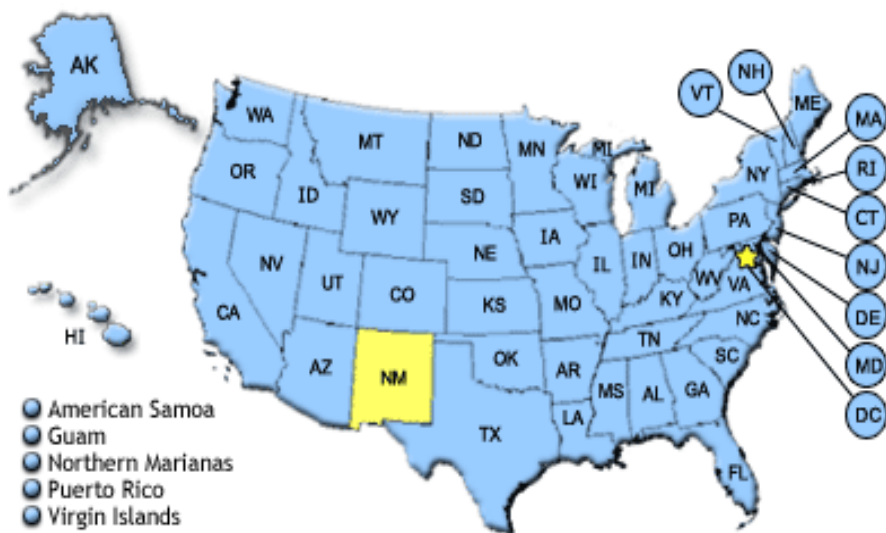 AK
WA
MT
ND
MN
MI
VT
NH
ME
MA
OR
ID
WY
SD
WI
MI
NY
RI
CT
NV
UT
CO
NE
IA
IL
IN
OH
PA
NJ
CA
KS
MO
KY
WV
VA
DE
HI
AZ
NM
OK
AR
TN
NC
MD
TX
LA
MS
AL
GA
SC
DC
FL
American Samoa
Guam
Northern Marianas
Puerto Rico
Virgin Islands